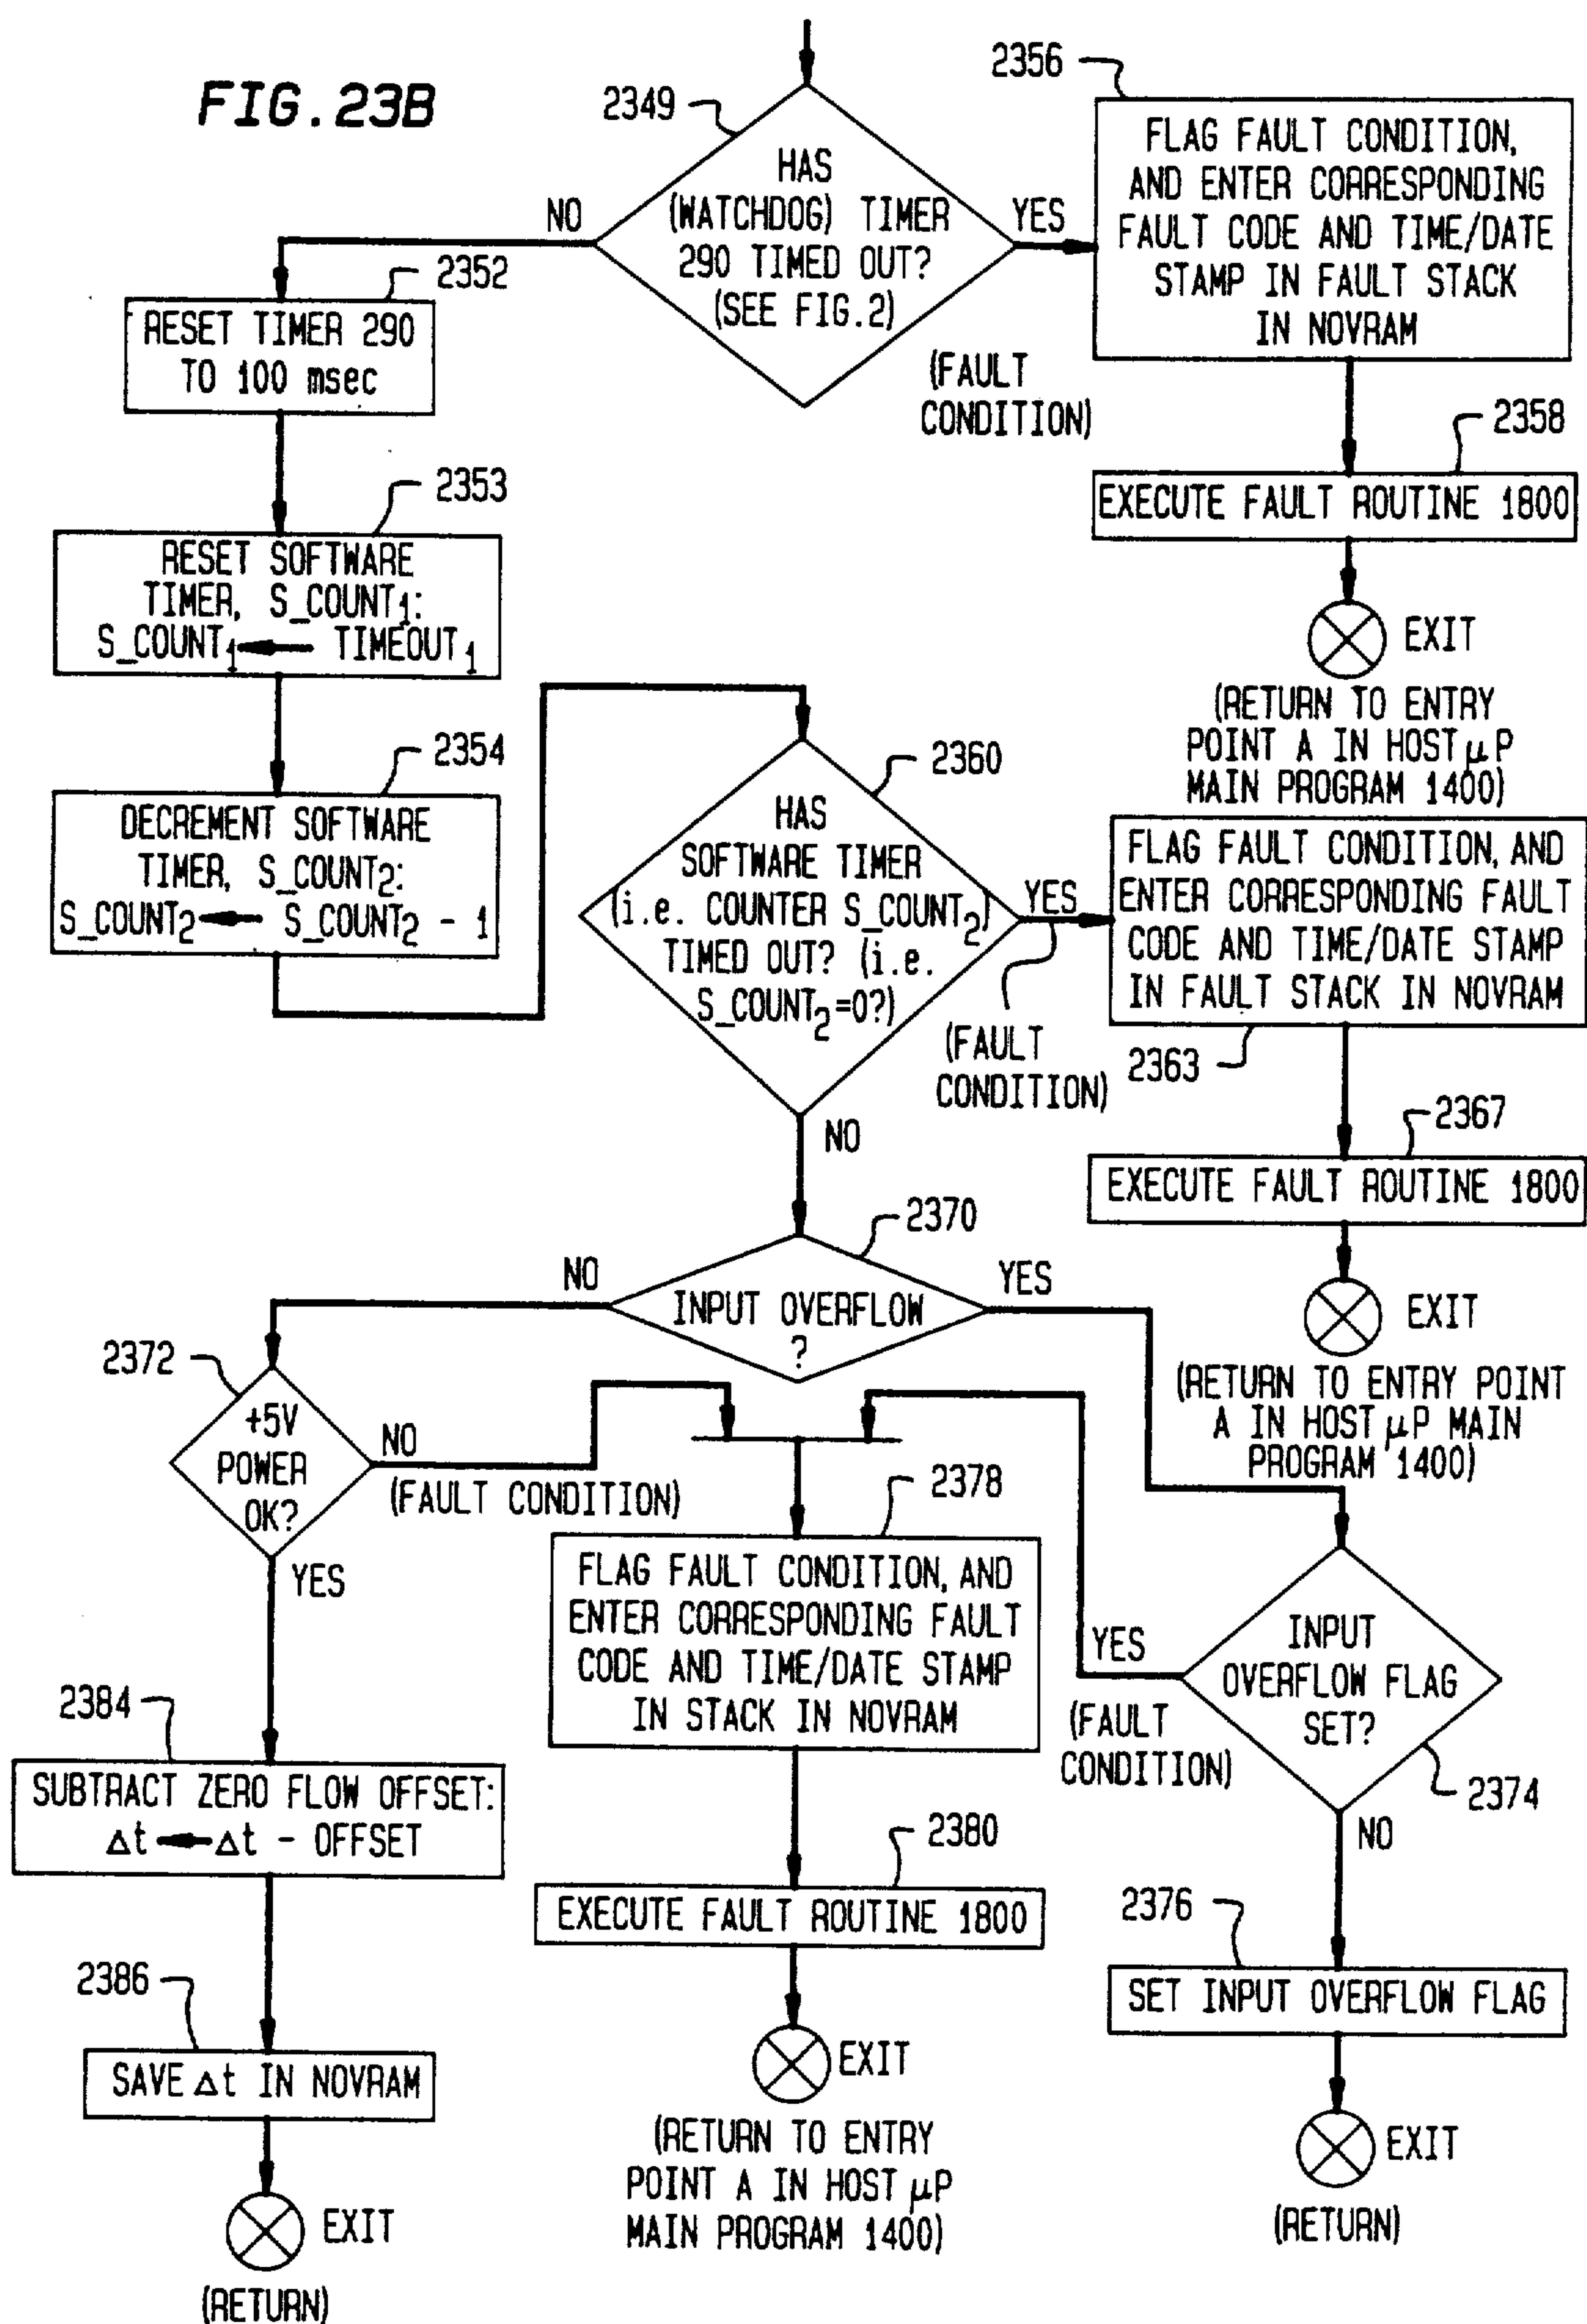 FIG.23B
2349
HAS
(WATCHDOG) TIMER
290 TIMED OUT?
(SEE FIG.2)
NO
YES
(FAULT
CONDITION)
2356
FLAG FAULT CONDITION,
AND ENTER CORRESPONDING
FAULT CODE AND TIME/DATE
STAMP IN FAULT STACK
IN NOVRAM
2358
EXECUTE FAULT ROUTINE 1800
EXIT
(RETURN TO ENTRY
POINT A IN HOST μP
MAIN PROGRAM 1400)
2352
RESET TIMER 290
TO 100 msec
2353
RESET SOFTWARE
TIMER, S_COUNT1:
S_COUNT1 ← TIMEOUT1
2354
DECREMENT SOFTWARE
TIMER, S_COUNT2:
S_COUNT2 ← S_COUNT2 - 1
2360
HAS
SOFTWARE TIMER
(i.e. COUNTER S_COUNT2)
TIMED OUT? (i.e.
S_COUNT2=0?)
YES
(FAULT
CONDITION)
NO
FLAG FAULT CONDITION, AND
ENTER CORRESPONDING FAULT
CODE AND TIME/DATE STAMP
IN FAULT STACK IN NOVRAM
2363
2367
EXECUTE FAULT ROUTINE 1800
EXIT
(RETURN TO ENTRY POINT
A IN HOST μP MAIN
PROGRAM 1400)
2370
INPUT OVERFLOW
?
NO
YES
2372
+5V
POWER
OK?
NO
(FAULT CONDITION)
YES
2378
FLAG FAULT CONDITION, AND
ENTER CORRESPONDING FAULT
CODE AND TIME/DATE STAMP
IN STACK IN NOVRAM
2380
EXECUTE FAULT ROUTINE 1800
EXIT
(RETURN TO ENTRY
POINT A IN HOST μP
MAIN PROGRAM 1400)
INPUT
OVERFLOW FLAG
SET?
2374
YES
(FAULT
CONDITION)
NO
2376
SET INPUT OVERFLOW FLAG
EXIT
(RETURN)
2384
SUBTRACT ZERO FLOW OFFSET:
Δt ← Δt - OFFSET
2386
SAVE Δt IN NOVRAM
EXIT
(RETURN)